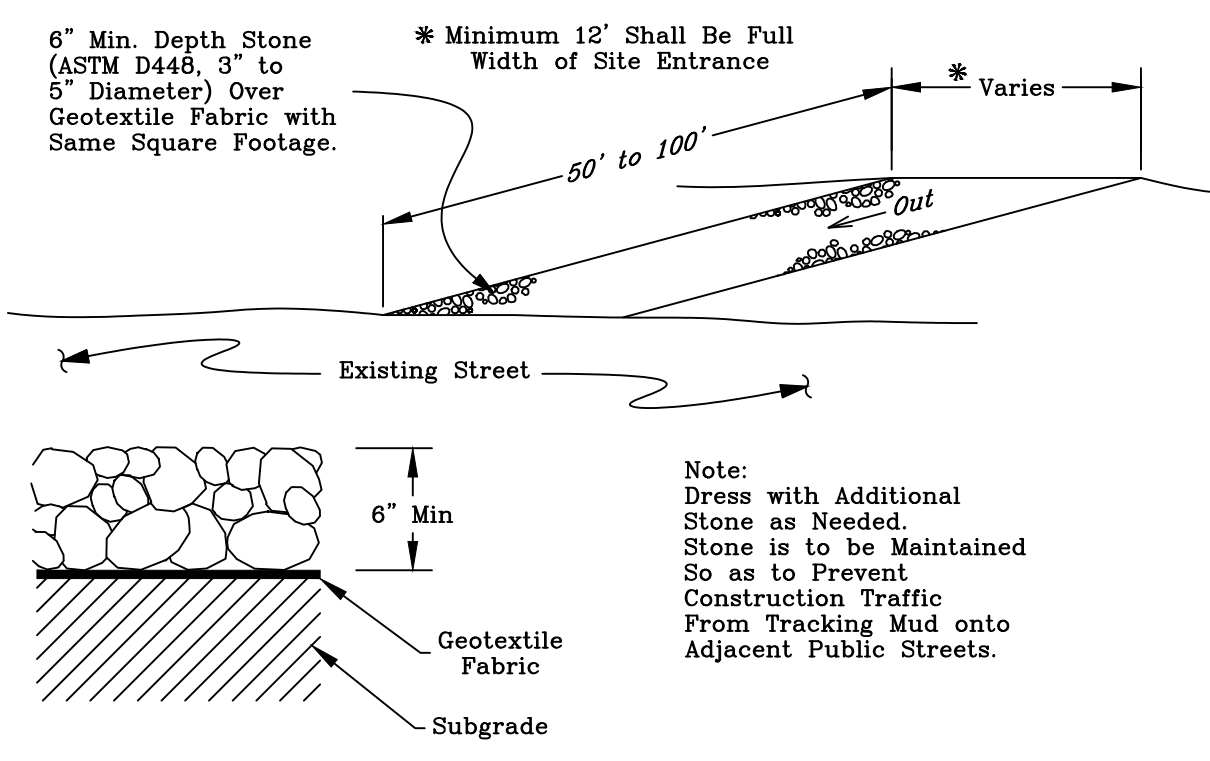 6” Min. Depth Stone
(ASTM D448, 3” to
5” Diameter) Over
Geotextile Fabric with
Same Square Footage.
* Minimum 12’ Shall Be Full
Width of Site Entrance
* Varies
50’ to 100’
Out
Existing Street
6” Min
Geotextile
Fabric
Subgrade
Note:
Dress with Additional
Stone as Needed.
Stone is to be Maintained
So as to Prevent
Construction Traffic
From Tracking Mud onto
Adjacent Public Streets.